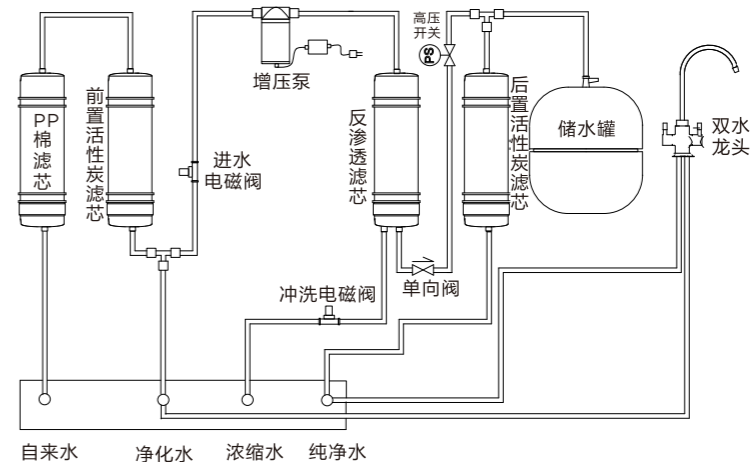 高压
开关
PS
增压泵
PP
棉滤芯
前置活性炭滤芯
进水
电磁阀
反渗透滤芯
后置活性炭滤芯
储水罐
双水
龙头
冲洗电磁阀
单向阀
自来水
净化水
浓缩水
纯净水